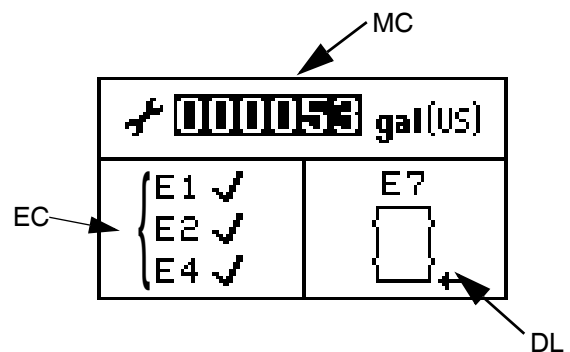 MC
000053 gal(US)
E1 ✓
E2 ✓
E4 ✓
E7
EC
DL